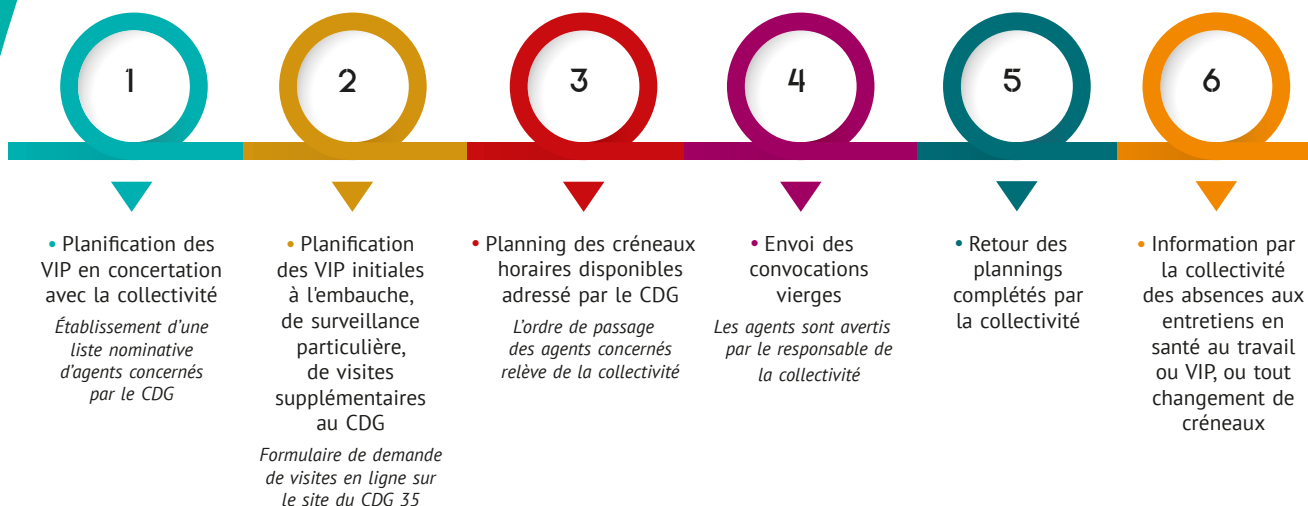 1
2
3
4
5
6
• Planification des
VIP en concertation
avec la collectivité
Établissement d'une
liste nominative
d'agents concernés
par le CDG
• Planification
des VIP initiales
à l'embauche,
de surveillance
particulière,
de visites
supplémentaires
au CDG
Formulaire de demande
de visites en ligne sur
le site du CDG 35
• Planning des créneaux
horaires disponibles
adressé par le CDG
L'ordre de passage
des agents concernés
relève de la collectivité
• Envoi des
convocations
vierges
Les agents sont avertis
par le responsable de
la collectivité
• Retour des
plannings
complétés par
la collectivité
• Information par
la collectivité
des absences aux
entretiens en
santé au travail
ou VIP, ou tout
changement de
créneaux